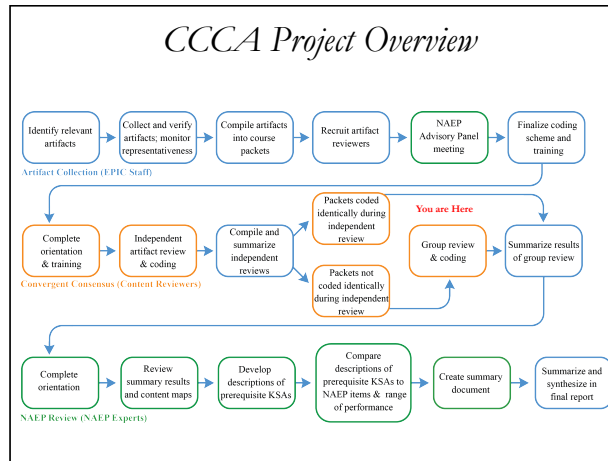 CCCA Project Overview
Identify relevant
artifacts
Collect and verify
artifacts; monitor
representativeness
Compile artifacts
into course
packets
Recruit artifact
reviewers
NAEP
Advisory Panel
meeting
Finalize coding
scheme and
training
Artifact Collection (EPIC Staff)
Complete
orientation
& training
Independent
artifact review
& coding
Compile and
summarize
independent
reviews
Packets coded
identically during
independent
review
Packets not
coded identically
during independent
review
You are Here
Group review
& coding
Summarize results
of group review
Convergent Consensus (Content Reviewers)
Complete
orientation
Review
summary results
and content maps
Develop
descriptions of
prerequisite KSAs
Compare
descriptions of
prerequisite KSAs to
NAEP items & range
of performance
Create summary
document
Summarize and
synthesize in
final report
NAEP Review (NAEP Experts)